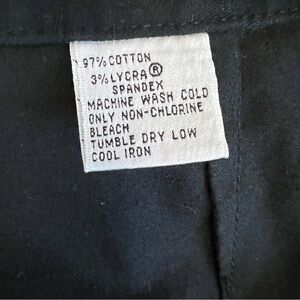 97% COTTON
3% LYCRA®
SPANDEX
MACHINE WASH COLD
ONLY NON-CHLORINE
BLEACH
TUMBLE DRY LOW
COOL IRON